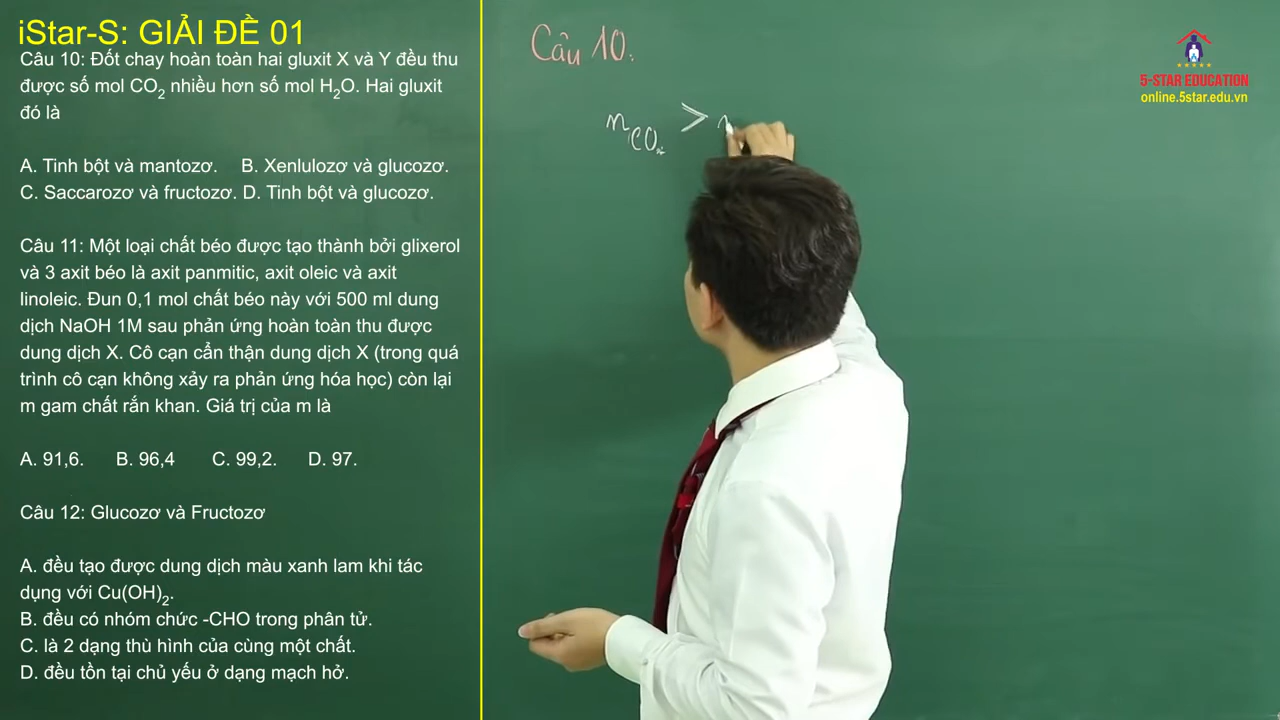 iStar-S: GIẢI ĐỀ 01
Câu 10: Đốt chay hoàn toàn hai gluxit X và Y đều thu
được số mol CO2 nhiều hơn số mol H2O. Hai gluxit
đó là
A. Tinh bột và mantozơ. B. Xenlulozơ và glucozơ.
C. Saccarozơ và fructozơ. D. Tinh bột và glucozơ.
Câu 11: Một loại chất béo được tạo thành bởi glixerol
và 3 axit béo là axit panmitic, axit oleic và axit
linoleic. Đun 0,1 mol chất béo này với 500 ml dung
dịch NaOH 1M sau phản ứng hoàn toàn thu được
dung dịch X. Cô cạn cẩn thận dung dịch X (trong quá
trình cô cạn không xảy ra phản ứng hóa học) còn lại
m gam chất rắn khan. Giá trị của m là
A. 91,6. B. 96,4 C. 99,2. D. 97.
Câu 12: Glucozơ và Fructozơ
A. đều tạo được dung dịch màu xanh lam khi tác
dụng với Cu(OH)2.
B. đều có nhóm chức -CHO trong phân tử.
C. là 2 dạng thù hình của cùng một chất.
D. đều tồn tại chủ yếu ở dạng mạch hở.
Câu 10:
nCO2 > n
5-STAR EDUCATION
online.5star.edu.vn